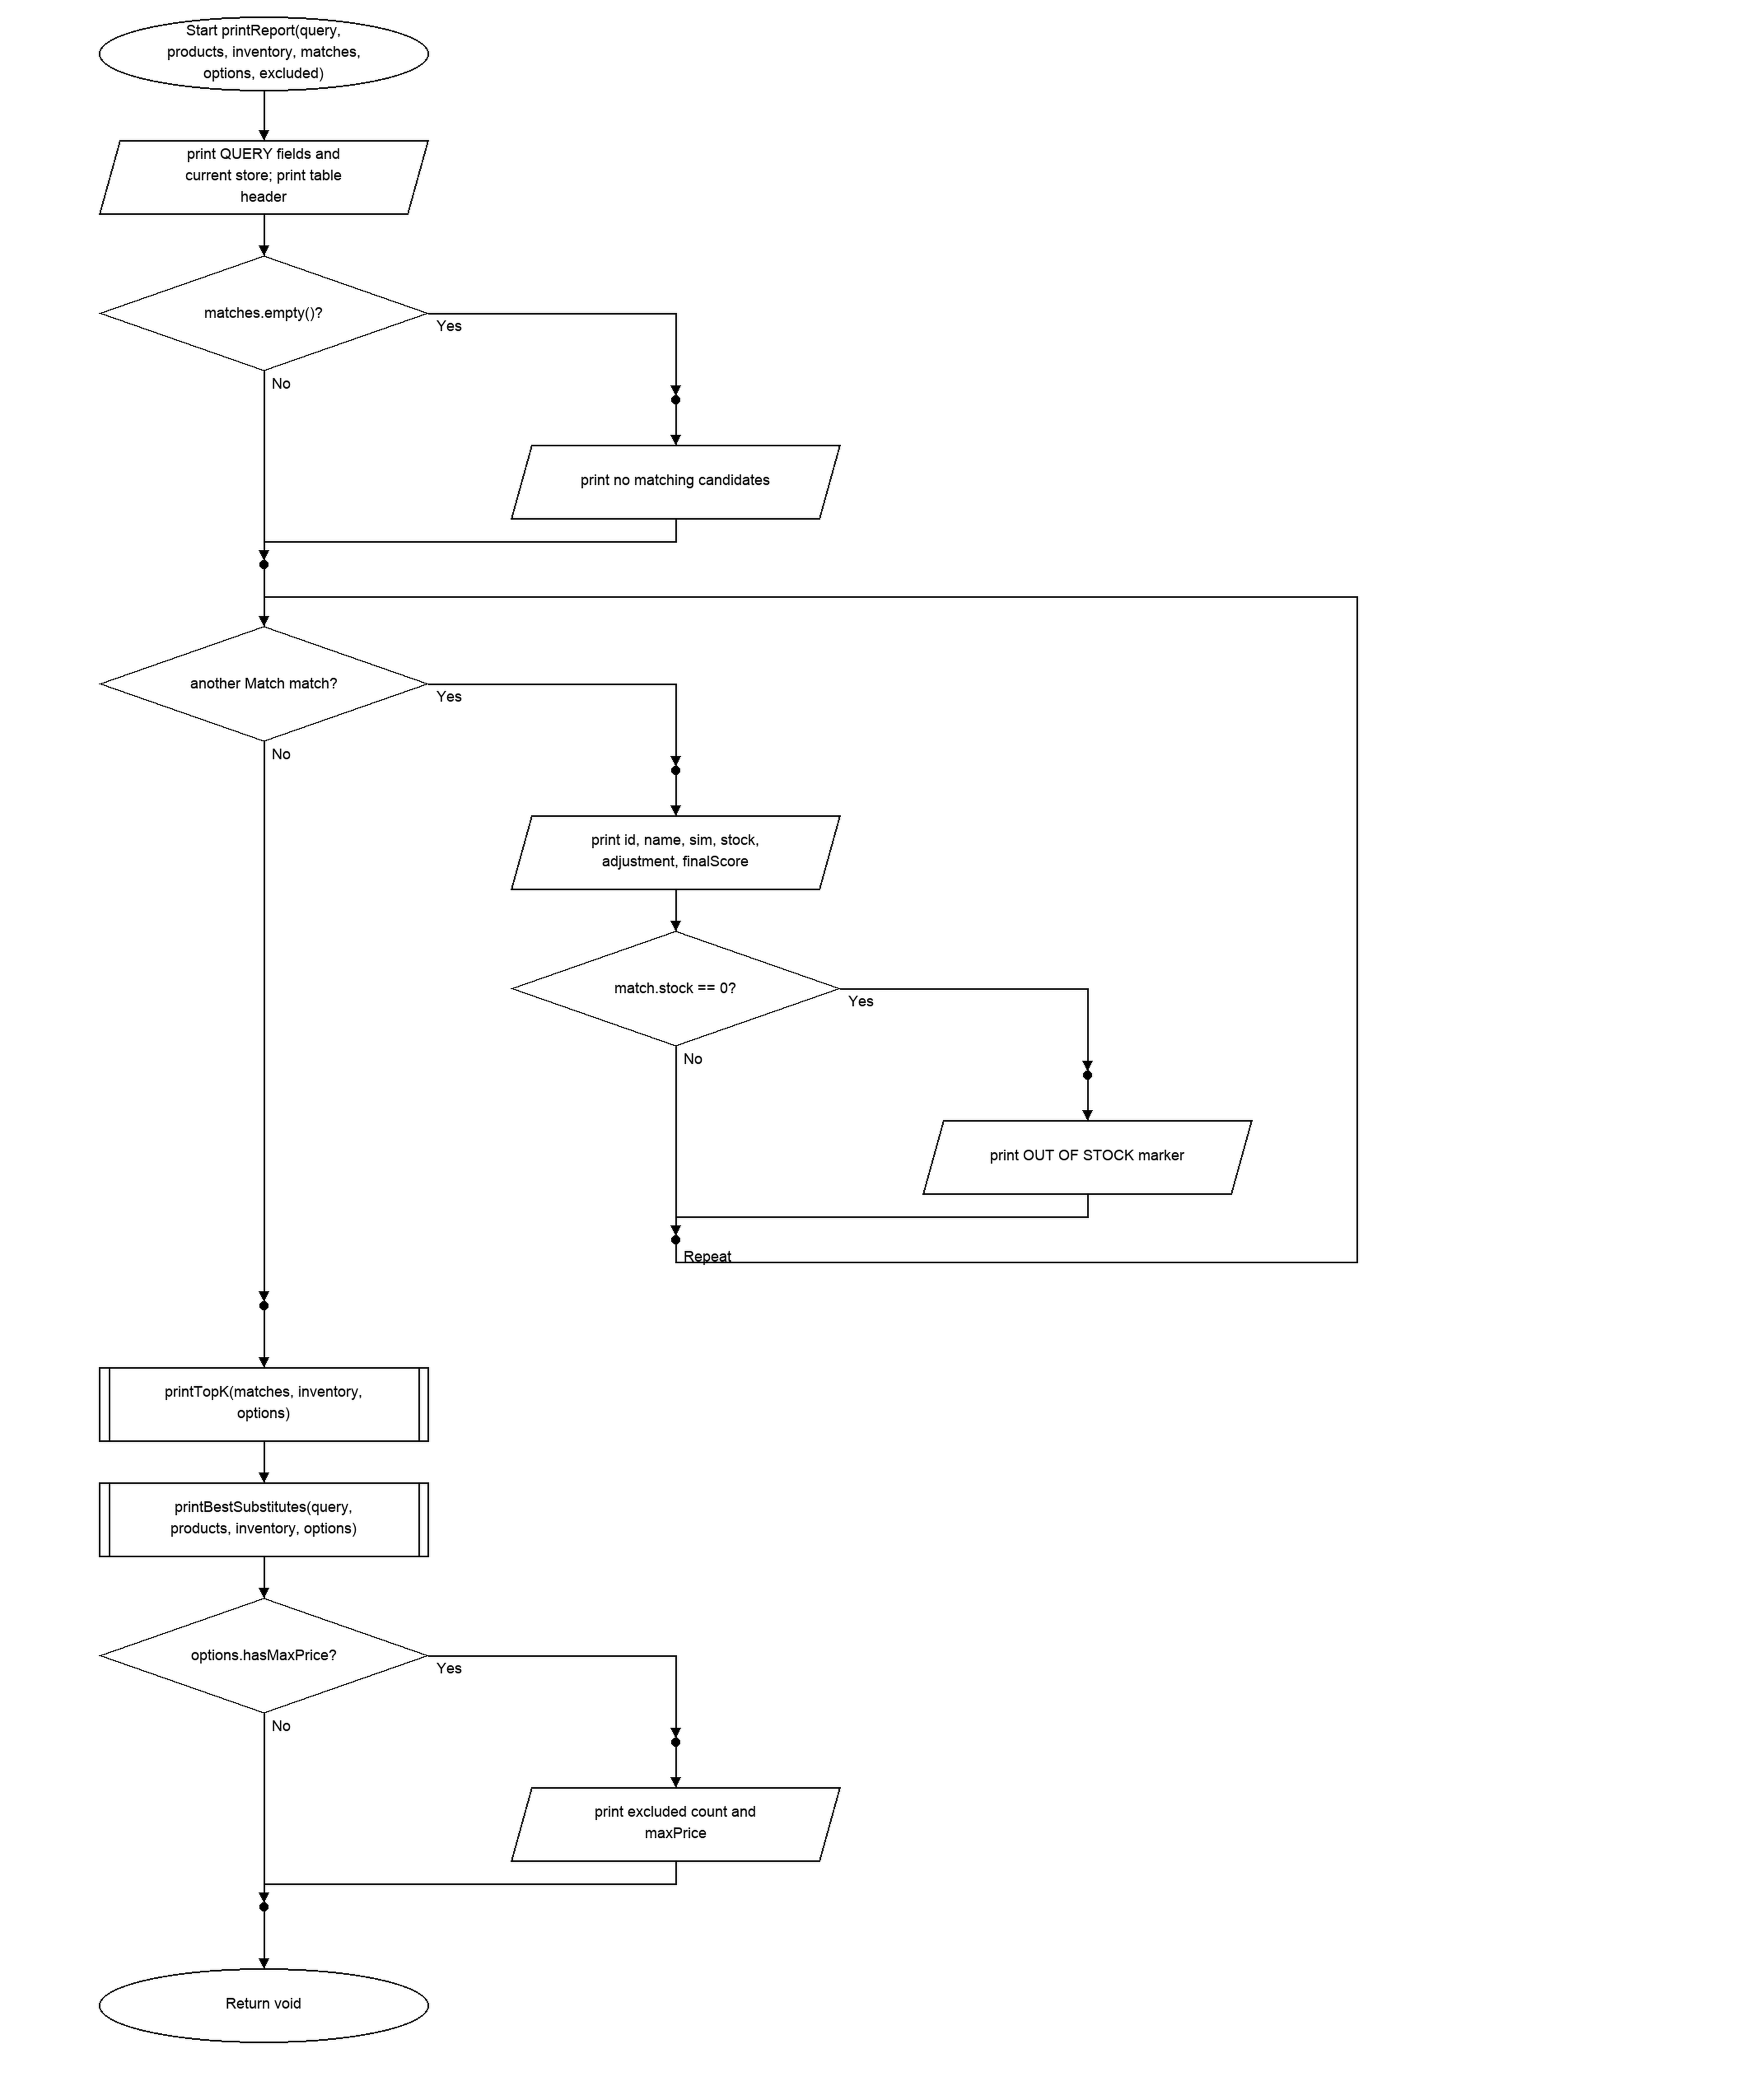 Start printReport(query,
products, inventory, matches,
options, excluded)
print QUERY fields and
current store; print table
header
matches.empty()?
Yes
No
print no matching candidates
another Match match?
Yes
No
print id, name, sim, stock,
adjustment, finalScore
match.stock == 0?
Yes
No
print OUT OF STOCK marker
Repeat
printTopK(matches, inventory,
options)
printBestSubstitutes(query,
products, inventory, options)
options.hasMaxPrice?
Yes
No
print excluded count and
maxPrice
Return void